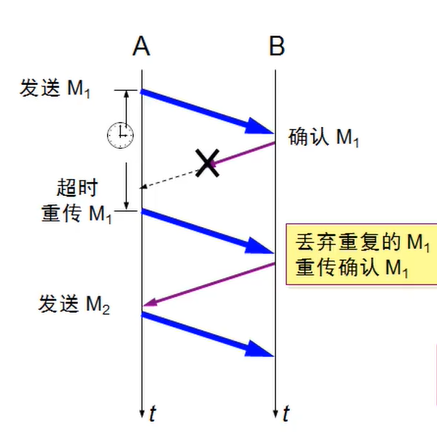 A
B
发送 M₁
确认 M₁
超时
重传 M₁
丢弃重复的 M₁
重传确认 M₁
发送 M₂
t
t